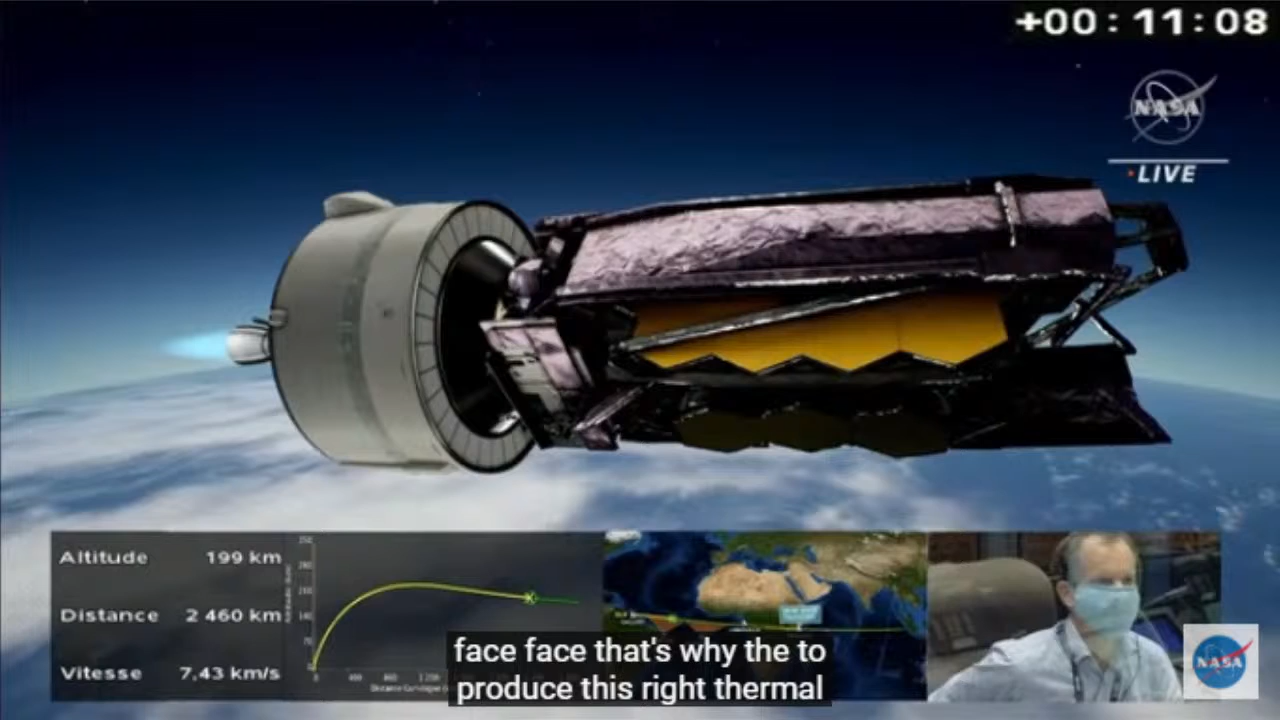 +00:11:08
NASA
LIVE
Altitude 199 km
Distance 2 460 km
Vitesse 7,43 km/s
face face that's why the to
produce this right thermal
NASA